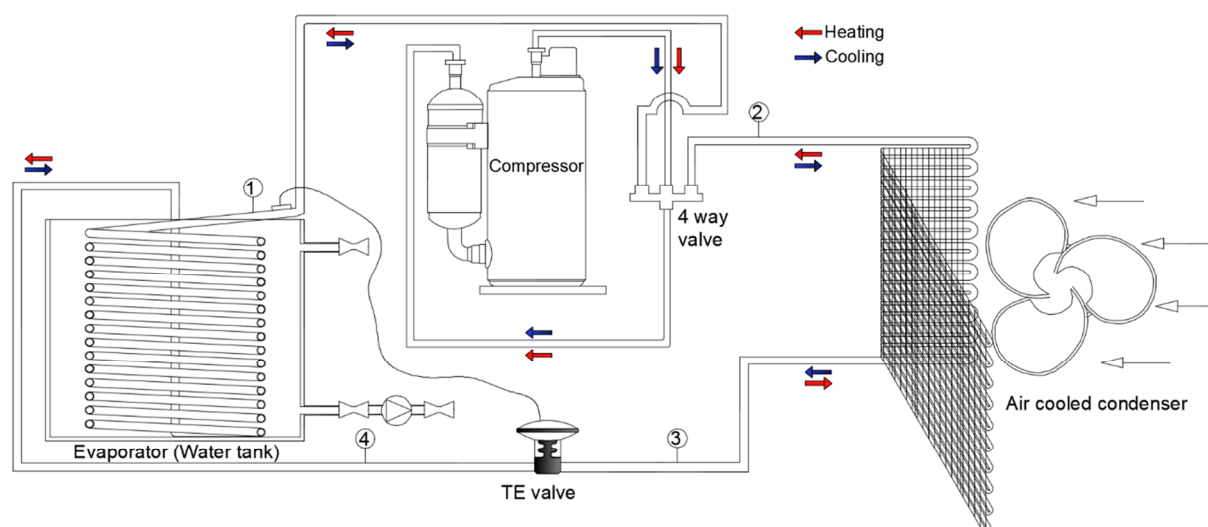 Heating
Cooling
2
Compressor
1
4 way
valve
Air cooled condenser
Evaporator (Water tank)
4
3
TE valve